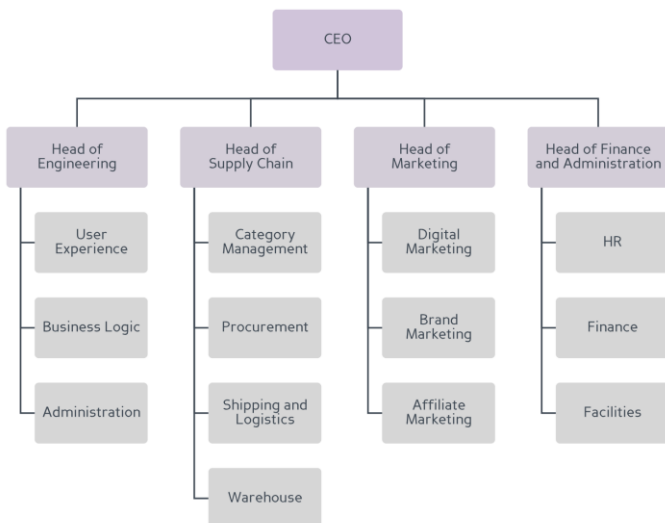 CEO
Head of
Engineering
Head of
Supply Chain
Head of
Marketing
Head of Finance
and Administration
User
Experience
Category
Management
Digital
Marketing
HR
Business Logic
Procurement
Brand
Marketing
Finance
Administration
Shipping and
Logistics
Affiliate
Marketing
Facilities
Warehouse